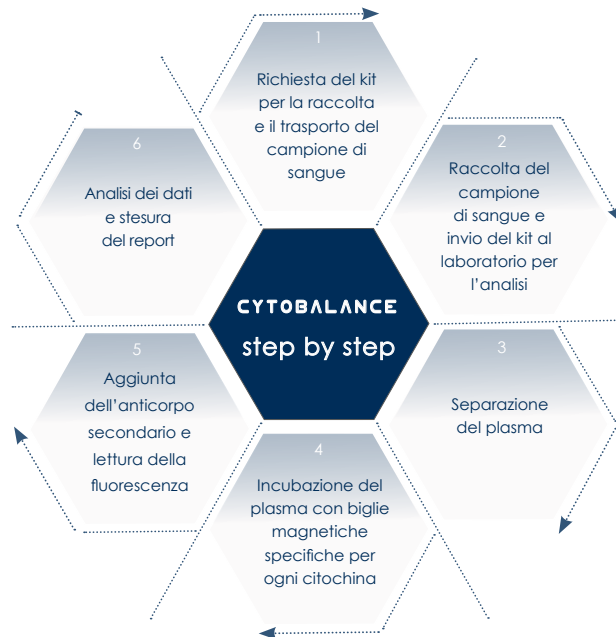 1
Richiesta del kit
per la raccolta
e il trasporto del
campione di
sangue
2
Raccolta del
campione
di sangue e
invio del kit al
laboratorio per
l'analisi
3
Separazione
del plasma
4
Incubazione del
plasma con biglie
magnetiche
specifiche per
ogni citochina
5
Aggiunta
dell'anticorpo
secondario e
lettura della
fluorescenza
6
Analisi dei dati
e stesura
del report
CYTOBALANCE
step by step